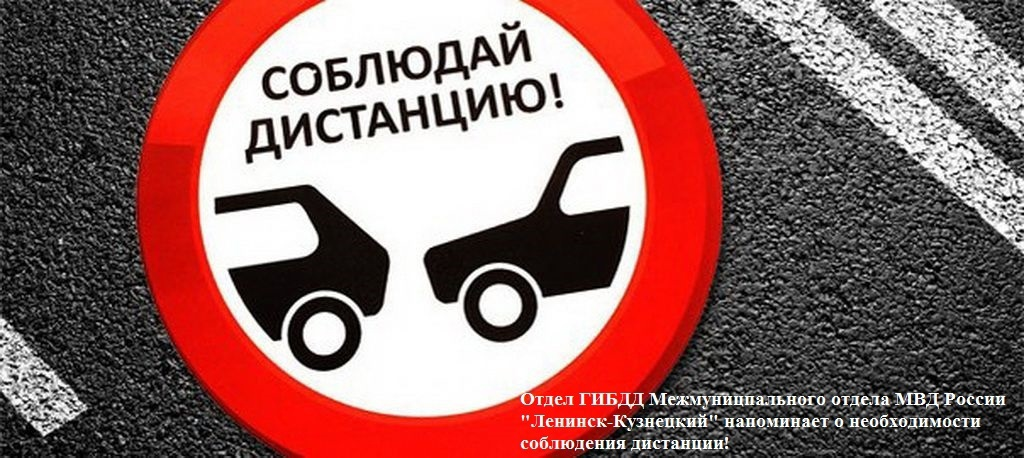 СОБЛЮДАЙ
ДИСТАНЦИЮ!
Отдел ГИБДД Межмуниципального отдела МВД России
"Ленинск-Кузнецкий" напоминает о необходимости
соблюдения дистанции!